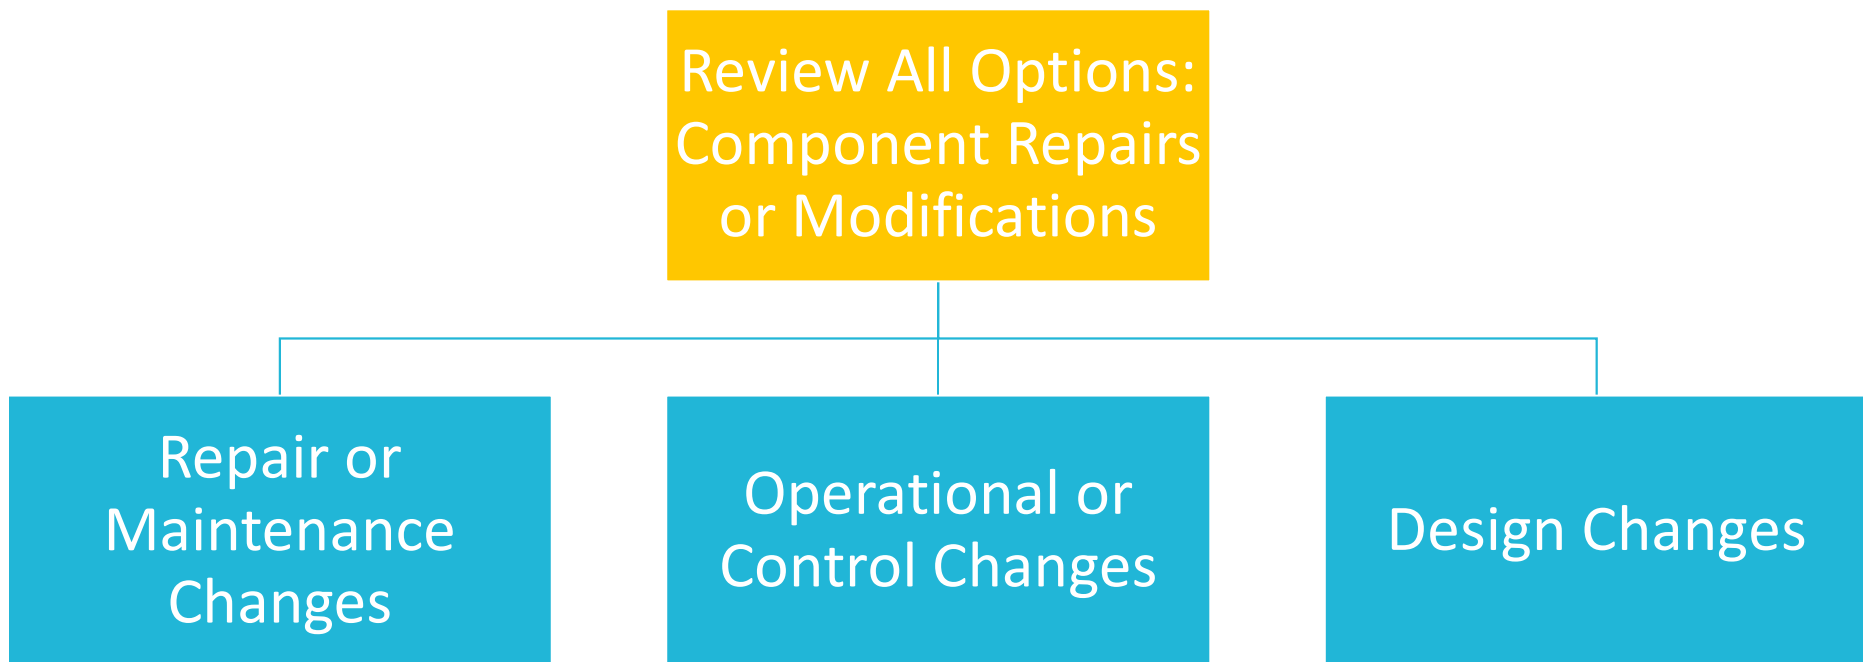 Review All Options:
Component Repairs
or Modifications
Repair or
Maintenance
Changes
Operational or
Control Changes
Design Changes